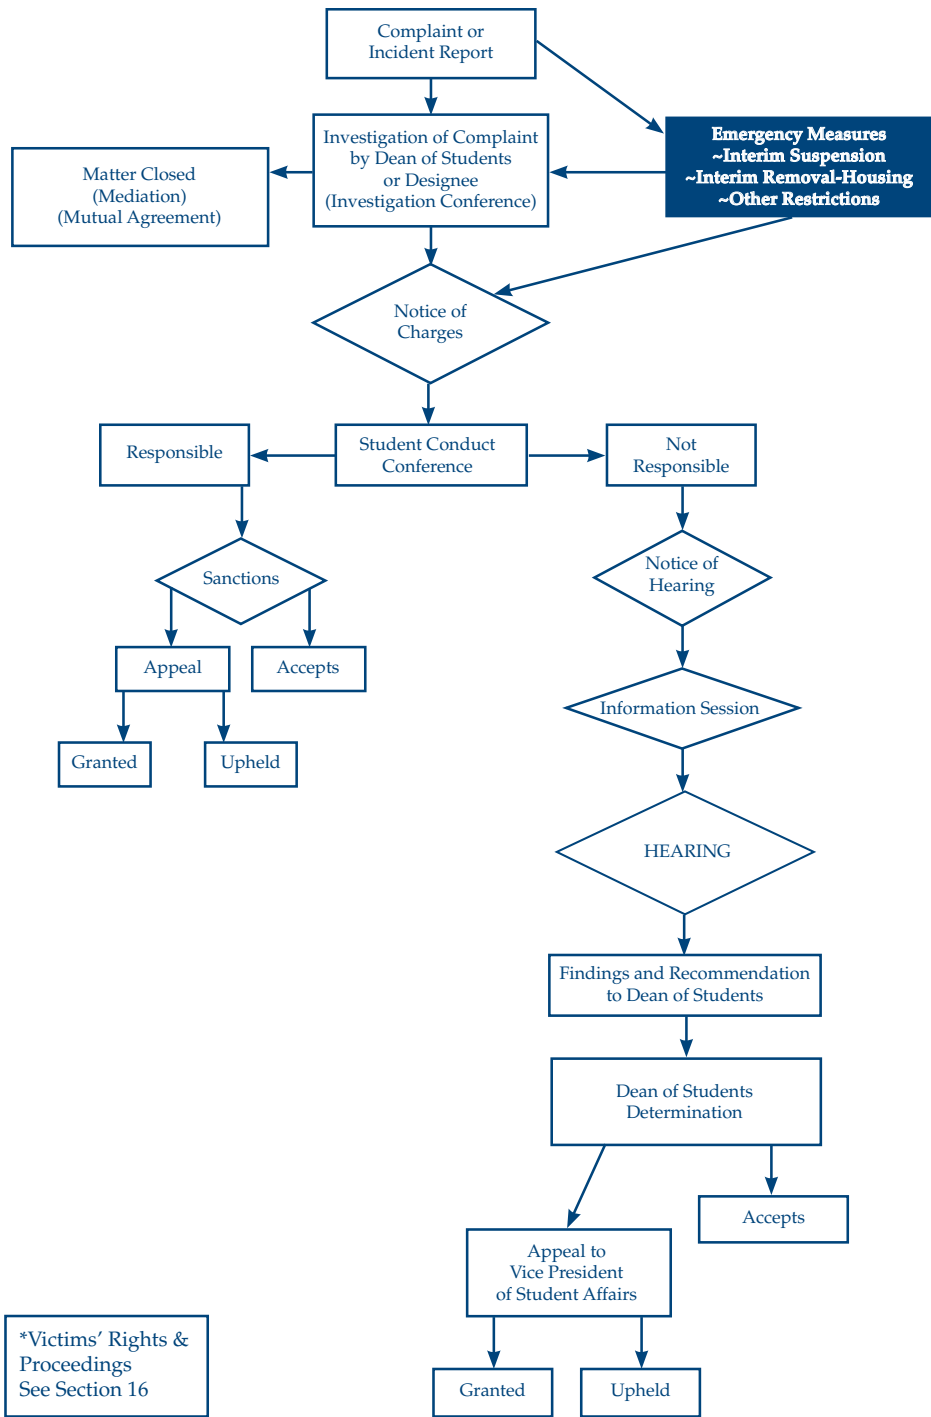 Complaint or
Incident Report
Investigation of Complaint
by Dean of Students
or Designee
(Investigation Conference)
Emergency Measures
~Interim Suspension
~Interim Removal-Housing
~Other Restrictions
Matter Closed
(Mediation)
(Mutual Agreement)
Notice of
Charges
Responsible
Student Conduct
Conference
Not
Responsible
Sanctions
Notice of
Hearing
Appeal
Accepts
Information Session
Granted
Upheld
HEARING
Findings and Recommendation
to Dean of Students
Dean of Students
Determination
Accepts
Appeal to
Vice President
of Student Affairs
Granted
Upheld
*Victims’ Rights &
Proceedings
See Section 16